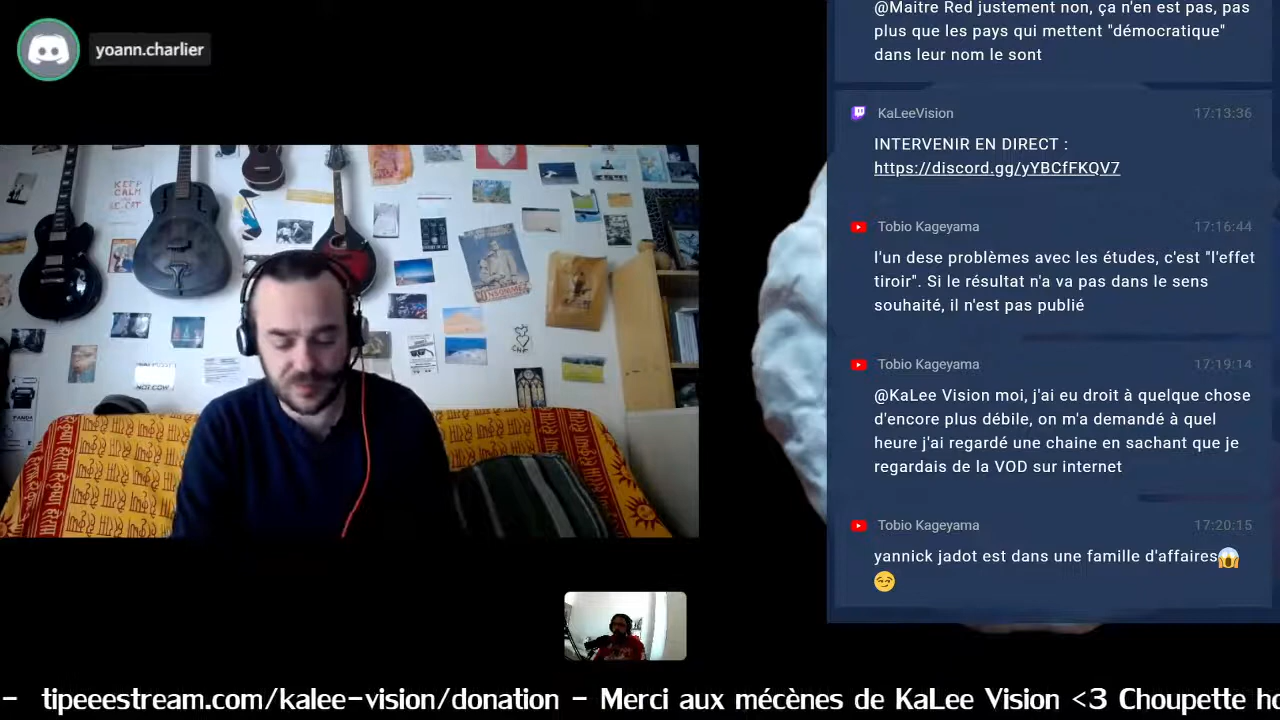 yoann.charlier
KEEP
CALM
NOT COW
@Maitre Red justement non, ça n'en est pas, pas
plus que les pays qui mettent "démocratique"
dans leur nom le sont
KaLeeVision 17:13:36
INTERVENIR EN DIRECT :
https://discord.gg/yYBCfFKQV7
Tobio Kageyama 17:16:44
l'un dese problèmes avec les études, c'est "l'effet
tiroir". Si le résultat n'a va pas dans le sens
souhaité, il n'est pas publié
Tobio Kageyama 17:19:14
@KaLee Vision moi, j'ai eu droit à quelque chose
d'encore plus débile, on m'a demandé à quel
heure j'ai regardé une chaine en sachant que je
regardais de la VOD sur internet
Tobio Kageyama 17:20:15
yannick jadot est dans une famille d'affaires😱
😏
- tipeeestream.com/kalee-vision/donation - Merci aux mécènes de KaLee Vision <3 Choupette ho